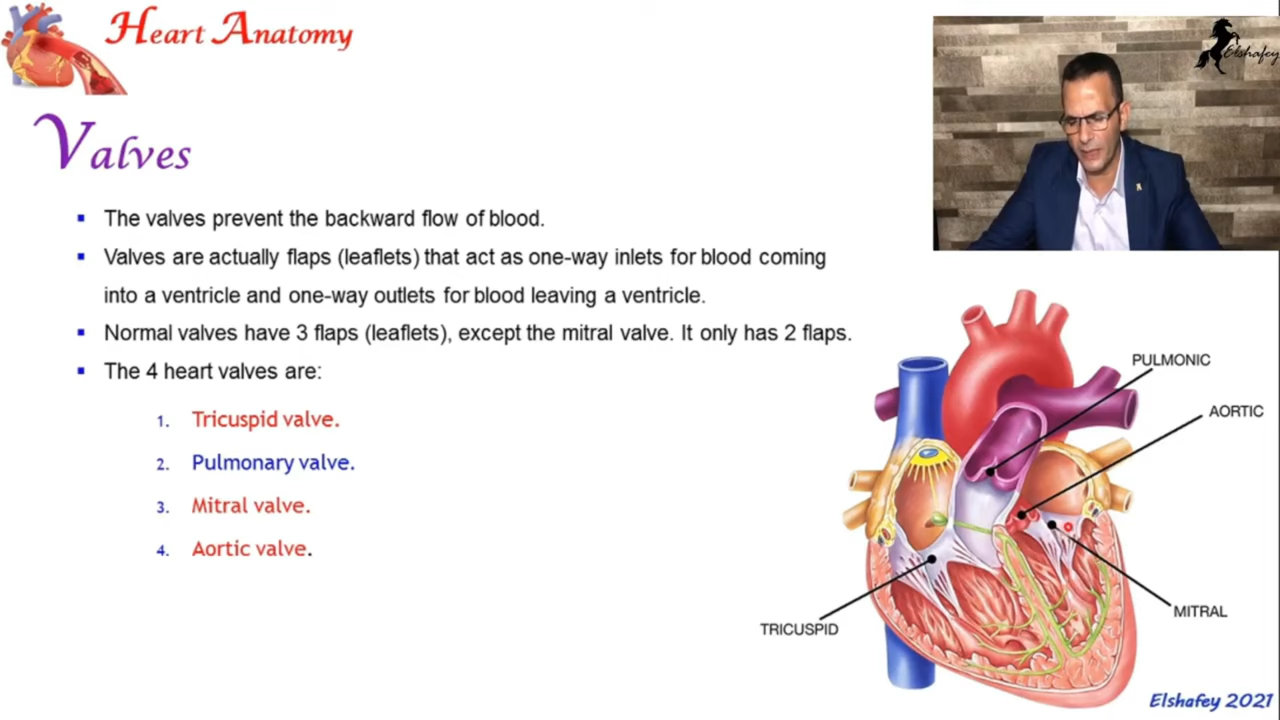 Heart Anatomy
Elshafey
Valves
▪ The valves prevent the backward flow of blood.
▪ Valves are actually flaps (leaflets) that act as one-way inlets for blood coming
into a ventricle and one-way outlets for blood leaving a ventricle.
▪ Normal valves have 3 flaps (leaflets), except the mitral valve. It only has 2 flaps.
▪ The 4 heart valves are:
1. Tricuspid valve.
2. Pulmonary valve.
3. Mitral valve.
4. Aortic valve.
PULMONIC
AORTIC
MITRAL
TRICUSPID
Elshafey 2021